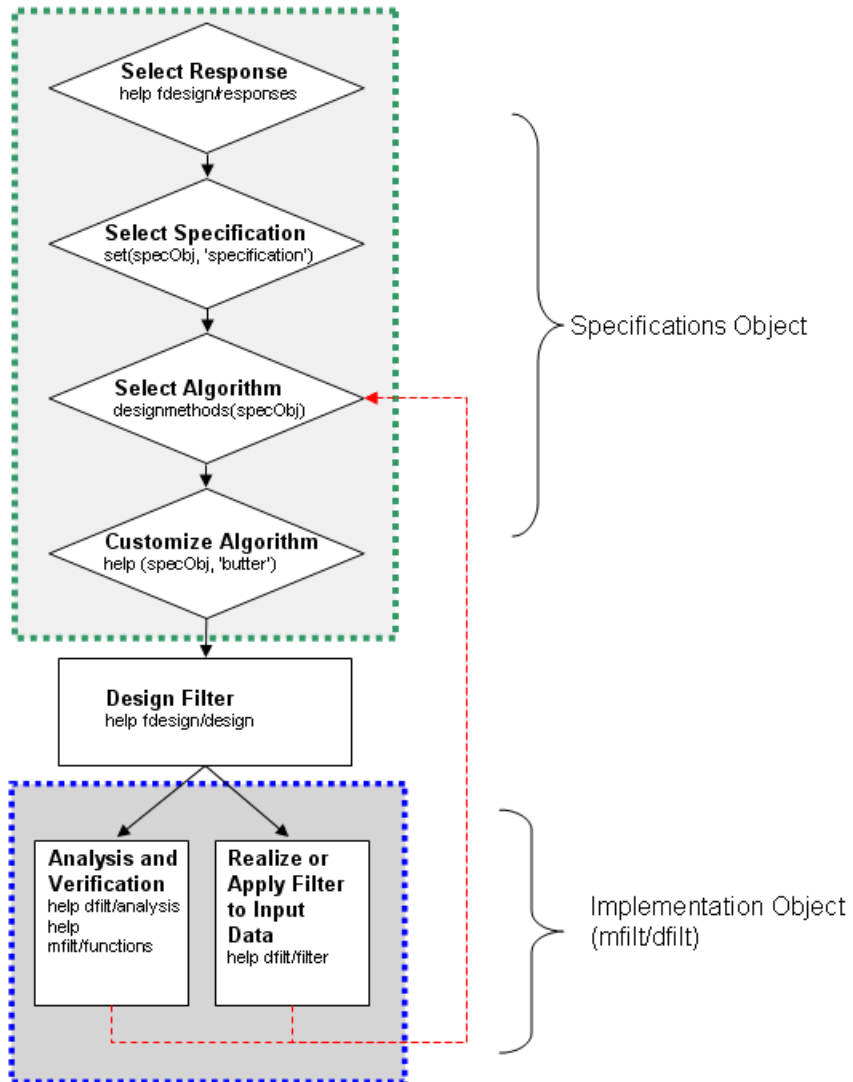 Select Response
help fdesign/responses
Select Specification
set(specObj, 'specification')
Specifications Object
Select Algorithm
designmethods(specObj)
Customize Algorithm
help (specObj, 'butter')
Design Filter
help fdesign/design
Analysis and
Verification
help dfilt/analysis
help
mfilt/functions
Realize or
Apply Filter
to Input
Data
help dfilt/filter
Implementation Object
(mfilt/dfilt)